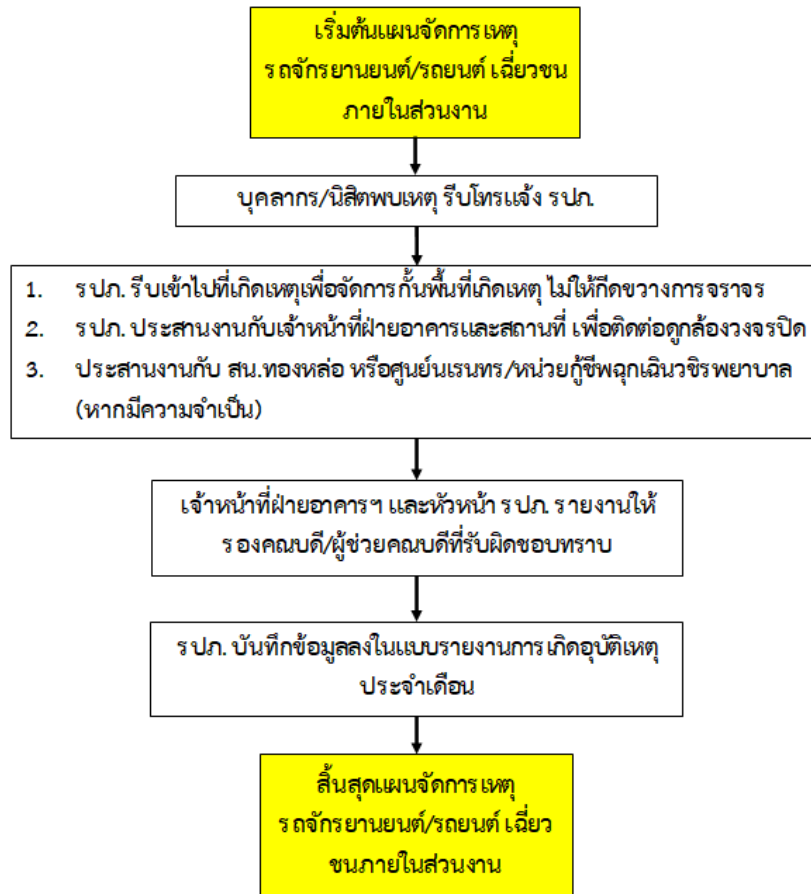 เริ่มต้นแผนจัดการเหตุ
รถจักรยานยนต์/รถยนต์ เฉี่ยวชน
ภายในส่วนงาน
บุคลากร/นิสิตพบเหตุ รีบโทรแจ้ง รปภ.
1. รปภ. รีบเข้าไปที่เกิดเหตุเพื่อจัดการกั้นพื้นที่เกิดเหตุ ไม่ให้กีดขวางการจราจร
2. รปภ. ประสานงานกับเจ้าหน้าที่ฝ่ายอาคารและสถานที่ เพื่อติดต่อดูกล้องวงจรปิด
3. ประสานงานกับ สน.ทองหล่อ หรือศูนย์นเรนทร/หน่วยกู้ชีพฉุกเฉินวชิรพยาบาล
(หากมีความจำเป็น)
เจ้าหน้าที่ฝ่ายอาคารฯ และหัวหน้า รปภ. รายงานให้
รองคณบดี/ผู้ช่วยคณบดีที่รับผิดชอบทราบ
รปภ. บันทึกข้อมูลลงในแบบรายงานการเกิดอุบัติเหตุ
ประจำเดือน
สิ้นสุดแผนจัดการเหตุ
รถจักรยานยนต์/รถยนต์ เฉี่ยว
ชนภายในส่วนงาน